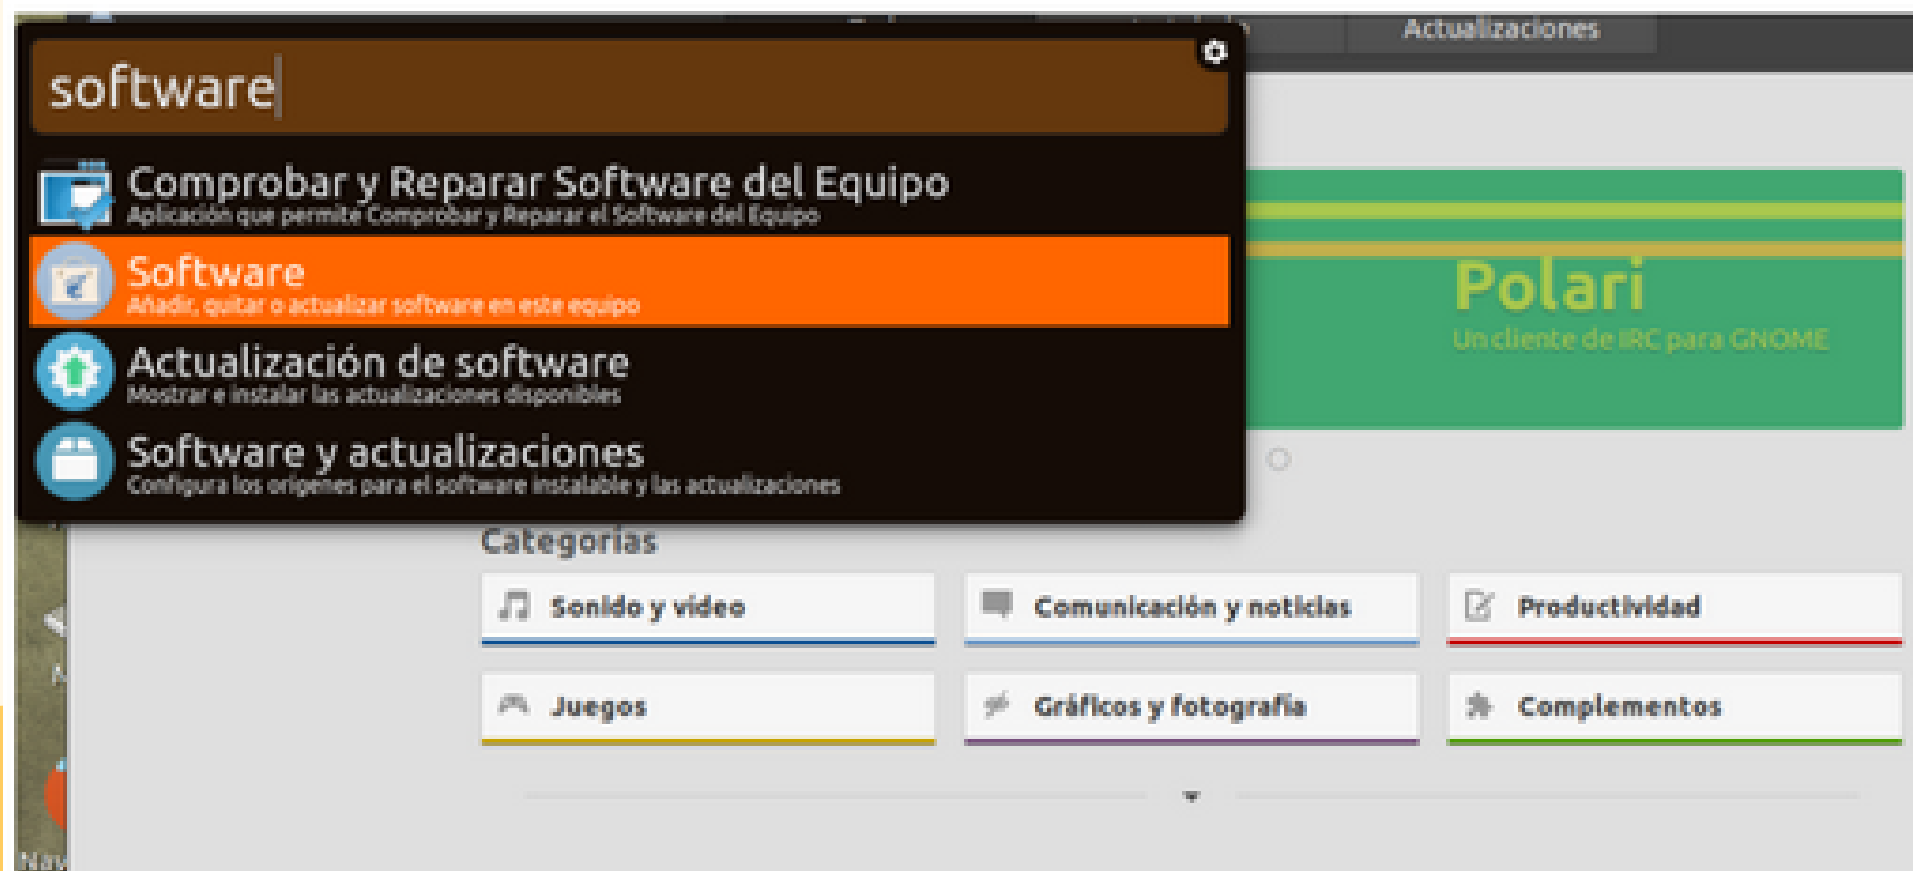 Actualizaciones
software
Comprobar y Reparar Software del Equipo
Aplicación que permite Comprobar y Reparar el Software del Equipo
Software
Añadir, quitar o actualizar software en este equipo
Actualización de software
Mostrar e instalar las actualizaciones disponibles
Software y actualizaciones
Configura los orígenes para el software instalable y las actualizaciones
Polari
Un cliente de IRC para GNOME
Categorías
Sonido y vídeo
Comunicación y noticias
Productividad
Juegos
Gráficos y fotografía
Complementos
Nav